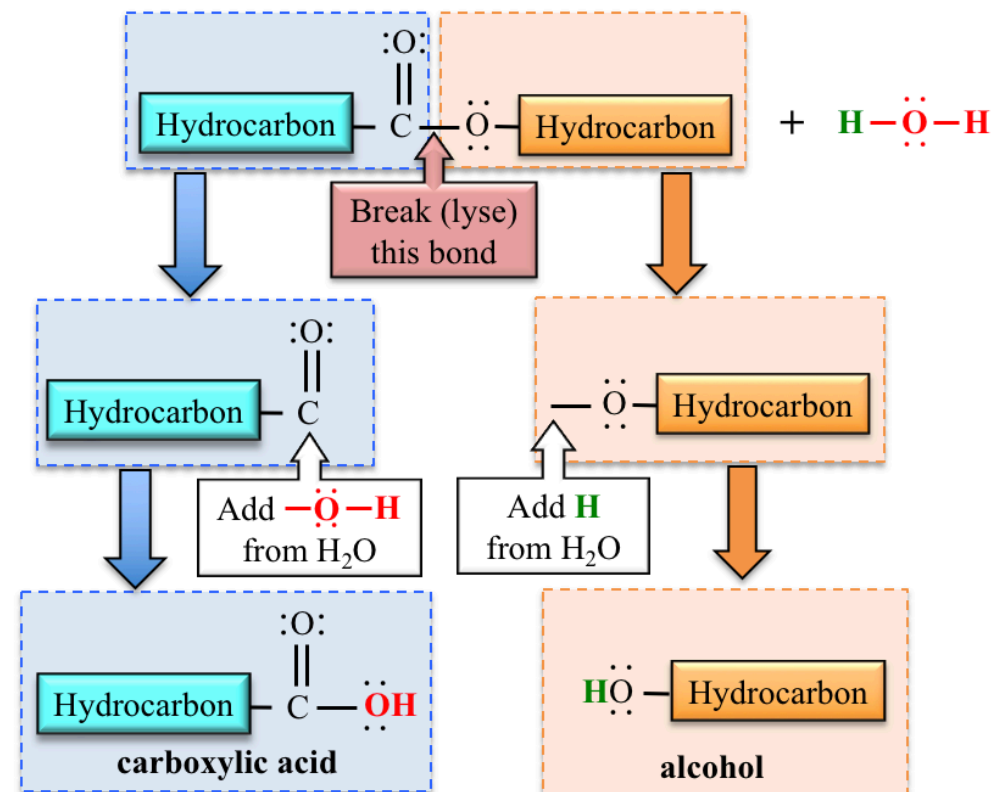 :O:
Hydrocarbon C O Hydrocarbon + H O H
Break (lyse)
this bond
:O:
Hydrocarbon C
O Hydrocarbon
Add O H
from H₂O
Add H
from H₂O
:O:
Hydrocarbon C OH
carboxylic acid
HO Hydrocarbon
alcohol